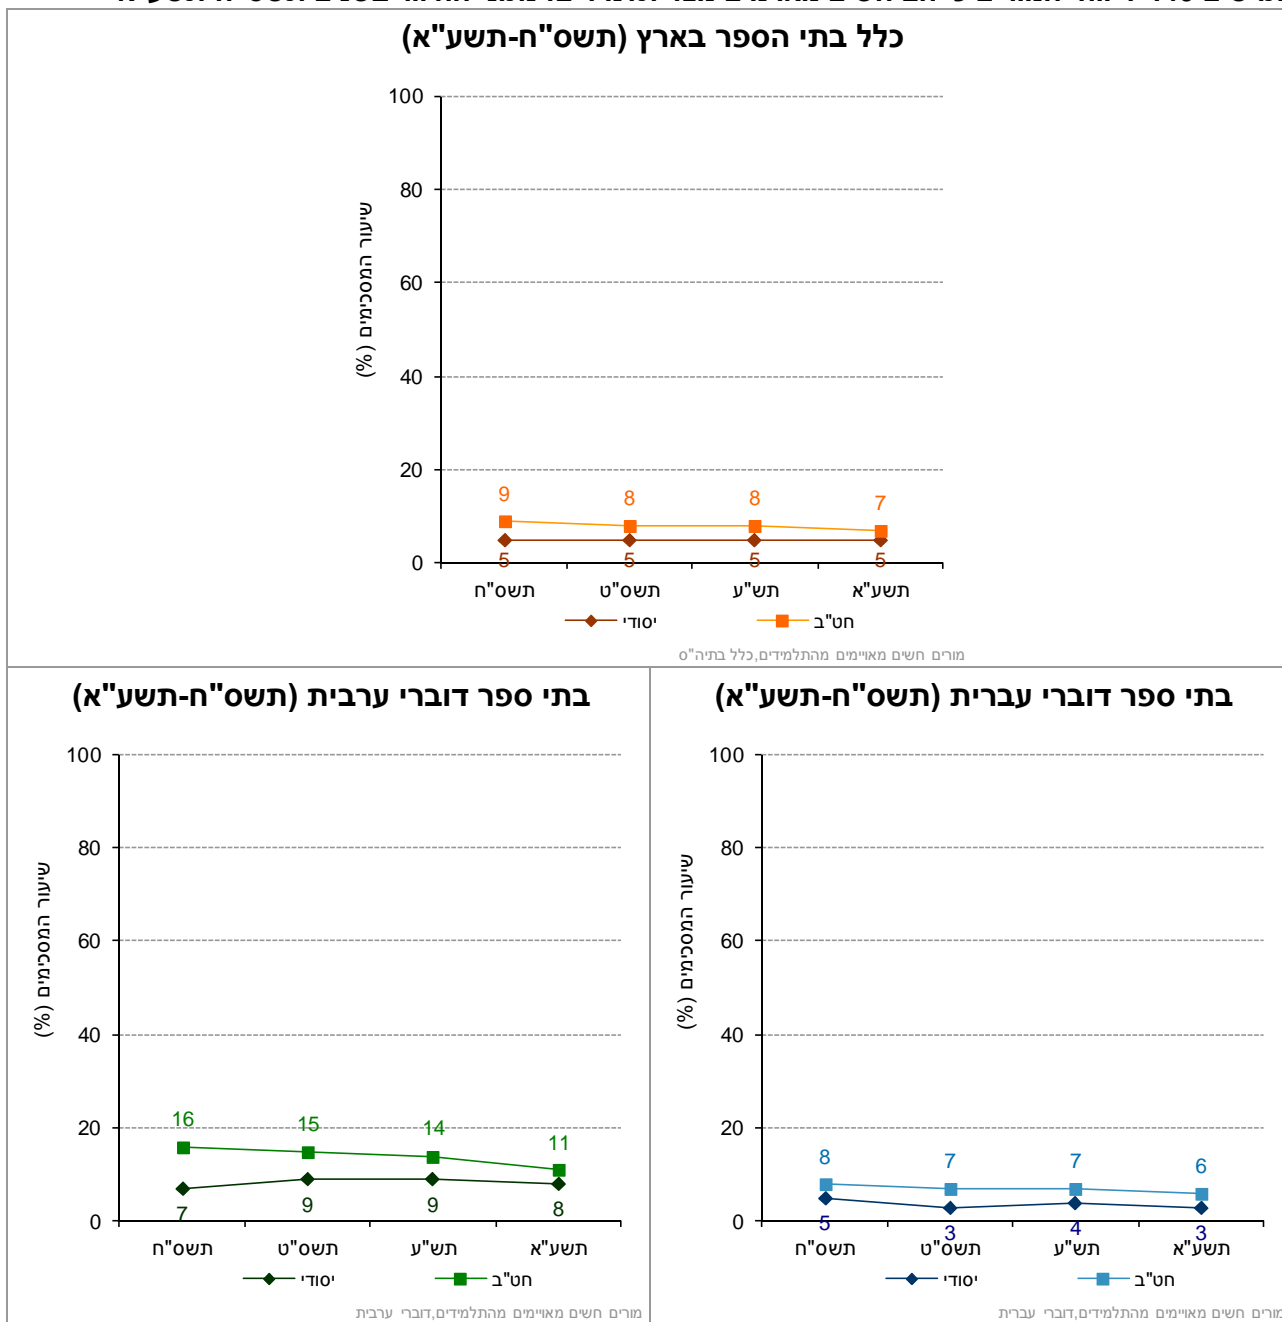 כלל בתי הספר בארץ (תשס"ח-תשע"א)
שיעור המסכימים (%)
100
80
60
40
20
0
9 8 8 7
5 5 5 5
תשס"ח תשס"ט תש"ע תשע"א
יסודי חט"ב
מורים חשים מאויימים מהתלמידים,כלל בתיה"ס
בתי ספר דוברי עברית (תשס"ח-תשע"א)
שיעור המסכימים (%)
100
80
60
40
20
0
8 7 7 6
5 3 4 3
תשס"ח תשס"ט תש"ע תשע"א
יסודי חט"ב
מורים חשים מאויימים מהתלמידים,דוברי עברית
בתי ספר דוברי ערבית (תשס"ח-תשע"א)
שיעור המסכימים (%)
100
80
60
40
20
0
16 15 14 11
7 9 9 8
תשס"ח תשס"ט תש"ע תשע"א
יסודי חט"ב
מורים חשים מאויימים מהתלמידים,דוברי ערבית